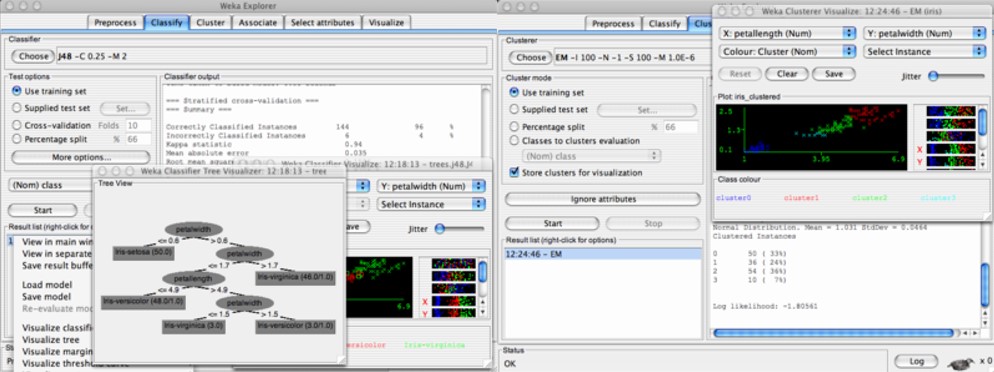 Weka Explorer
Preprocess Classify Cluster Associate Select attributes Visualize
Classifier
Choose J48 -C 0.25 -M 2
Test options
Use training set
Supplied test set Set...
Cross-validation Folds 10
Percentage split % 66
More options...
(Nom) class
Start
Result list (right-click
Classifier output
=== Stratified cross-validation ===
=== Summary ===
Correctly Classified Instances 144 96 %
Incorrectly Classified Instances 6 4 %
Kappa statistic 0.94
Mean absolute error 0.035
Root mean squar
View in main win
View in separate
Save result buffe
Load model
Save model
Re-evaluate mod
Visualize classifi
Visualize tree
Visualize margin
Visualize threshold curve
Weka Classifier Visualize: 12:18:13 - trees.J48.J
Y: petalwidth (Num)
Select Instance
Jitter
6.9
X
Y
ersicolor Iris-virginica
Weka Classifier Tree Visualizer: 12:18:13 - tree
Tree View
petalwidth
<= 0.6 > 0.6
Iris-setosa (50.0) petalwidth
<= 1.7 > 1.7
petallength Iris-virginica (46.0/1.0)
<= 4.9 > 4.9
Iris-versicolor (48.0/1.0) petalwidth
<= 1.5 > 1.5
Iris-virginica (3.0) Iris-versicolor (3.0/1.0)
Preprocess Classify Clus
Clusterer
Choose EM -I 100 -N -1 -S 100 -M 1.0E-6
Cluster mode
Use training set
Supplied test set Set...
Percentage split % 66
Classes to clusters evaluation
(Nom) class
Store clusters for visualization
Ignore attributes
Start Stop
Result list (right-click for options)
12:24:46 - EM
Weka Clusterer Visualize: 12:24:46 - EM (iris)
X: petallength (Num) Y: petalwidth (Num)
Colour: Cluster (Nom) Select Instance
Reset Clear Save Jitter
Plot: iris_clustered
2.5
1.3
0.1
1 3.95 6.9
X
Y
Class colour
cluster0 cluster1 cluster2 cluster3
Normal Distribution. Mean = 1.031 StdDev = 0.0464
Clustered Instances
0 50 ( 33%)
1 36 ( 24%)
2 54 ( 36%)
3 10 ( 7%)
Log likelihood: -1.80561
Status
OK
Log x 0